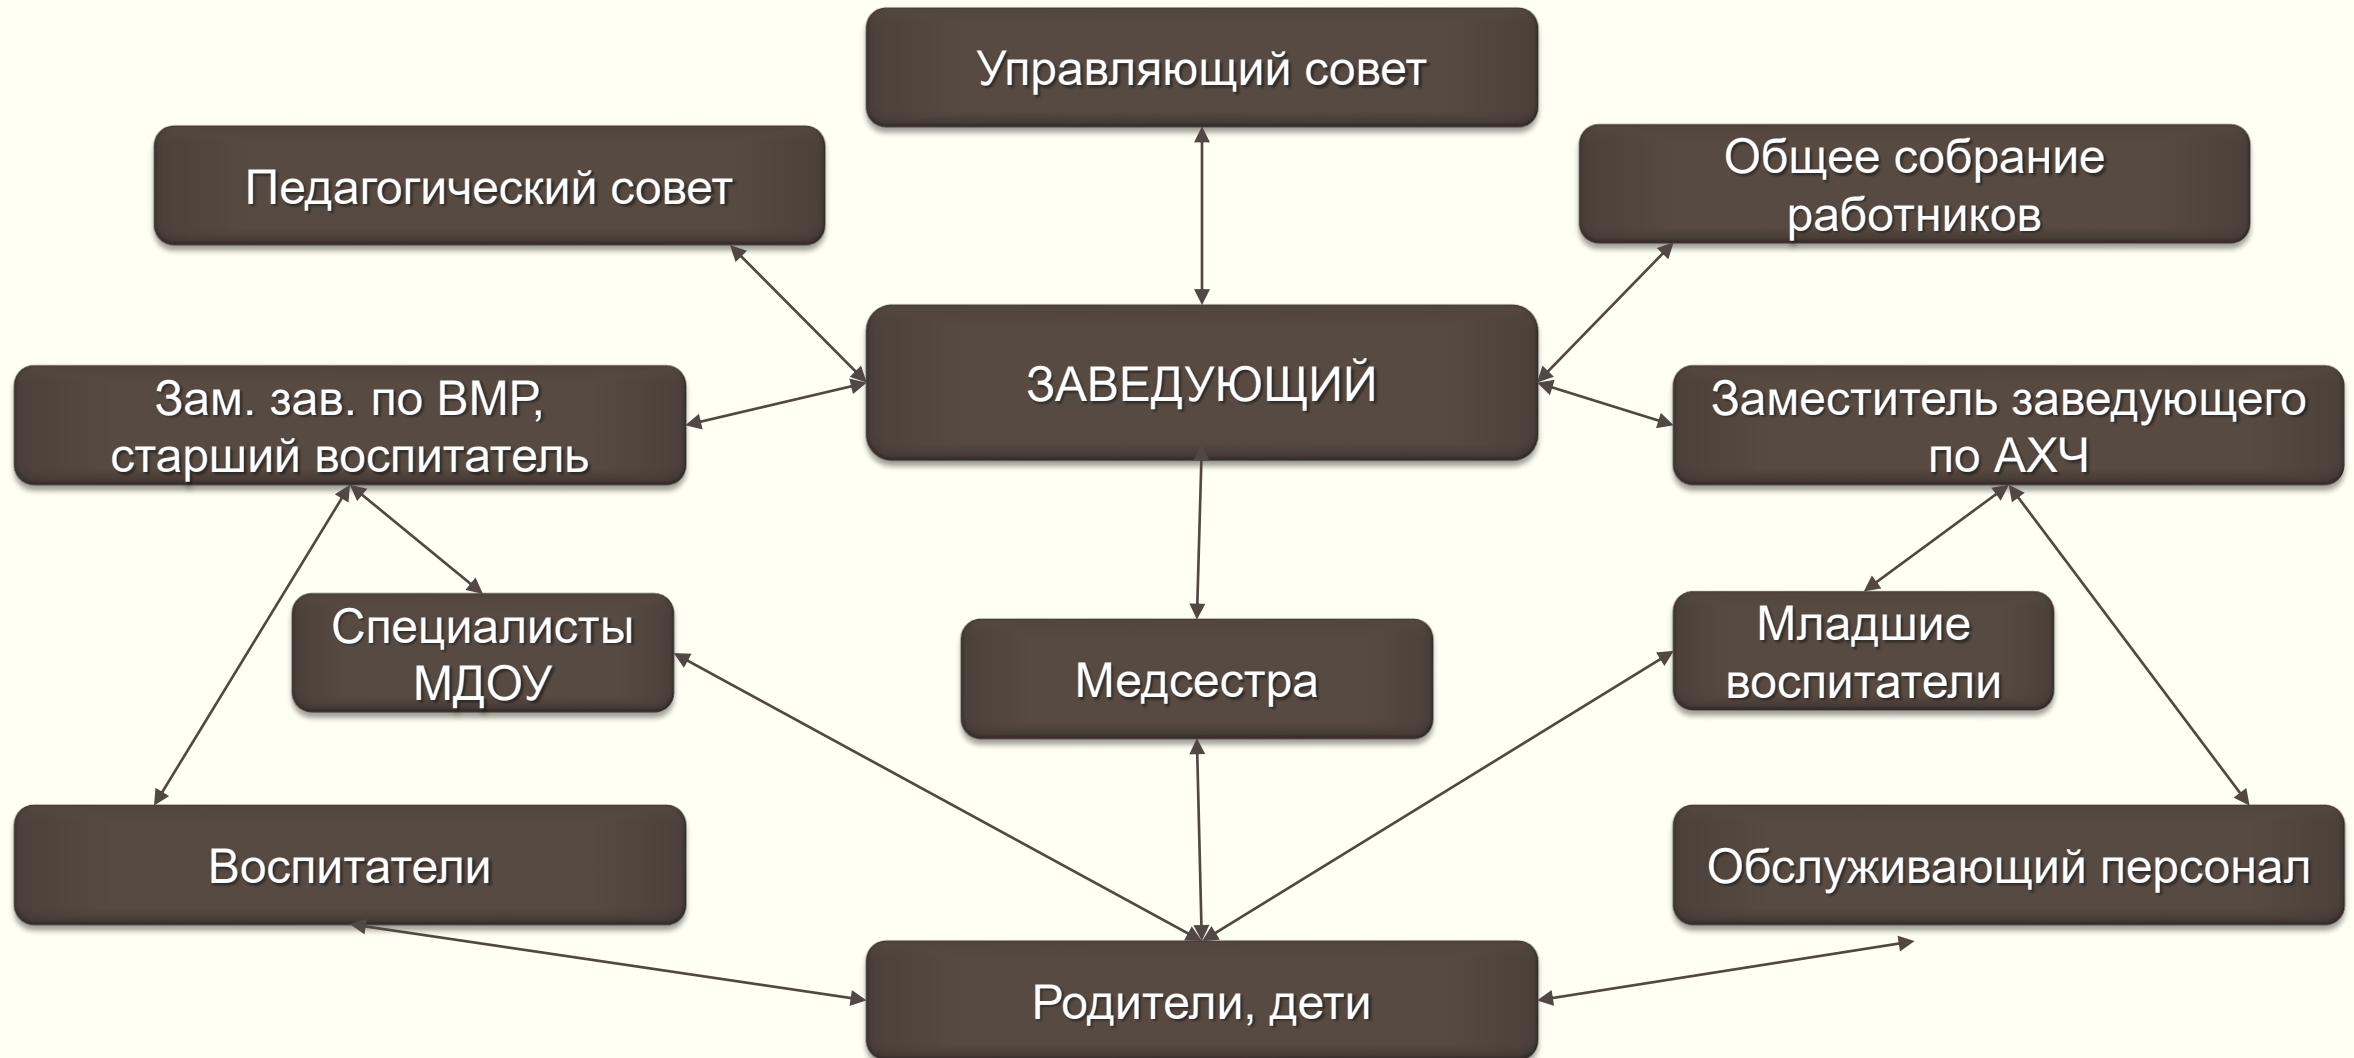 Управляющий совет
Педагогический совет
Общее собрание
работников
ЗАВЕДУЮЩИЙ
Зам. зав. по ВМР,
старший воспитатель
Заместитель заведующего
по АХЧ
Специалисты
МДОУ
Медсестра
Младшие
воспитатели
Воспитатели
Обслуживающий персонал
Родители, дети